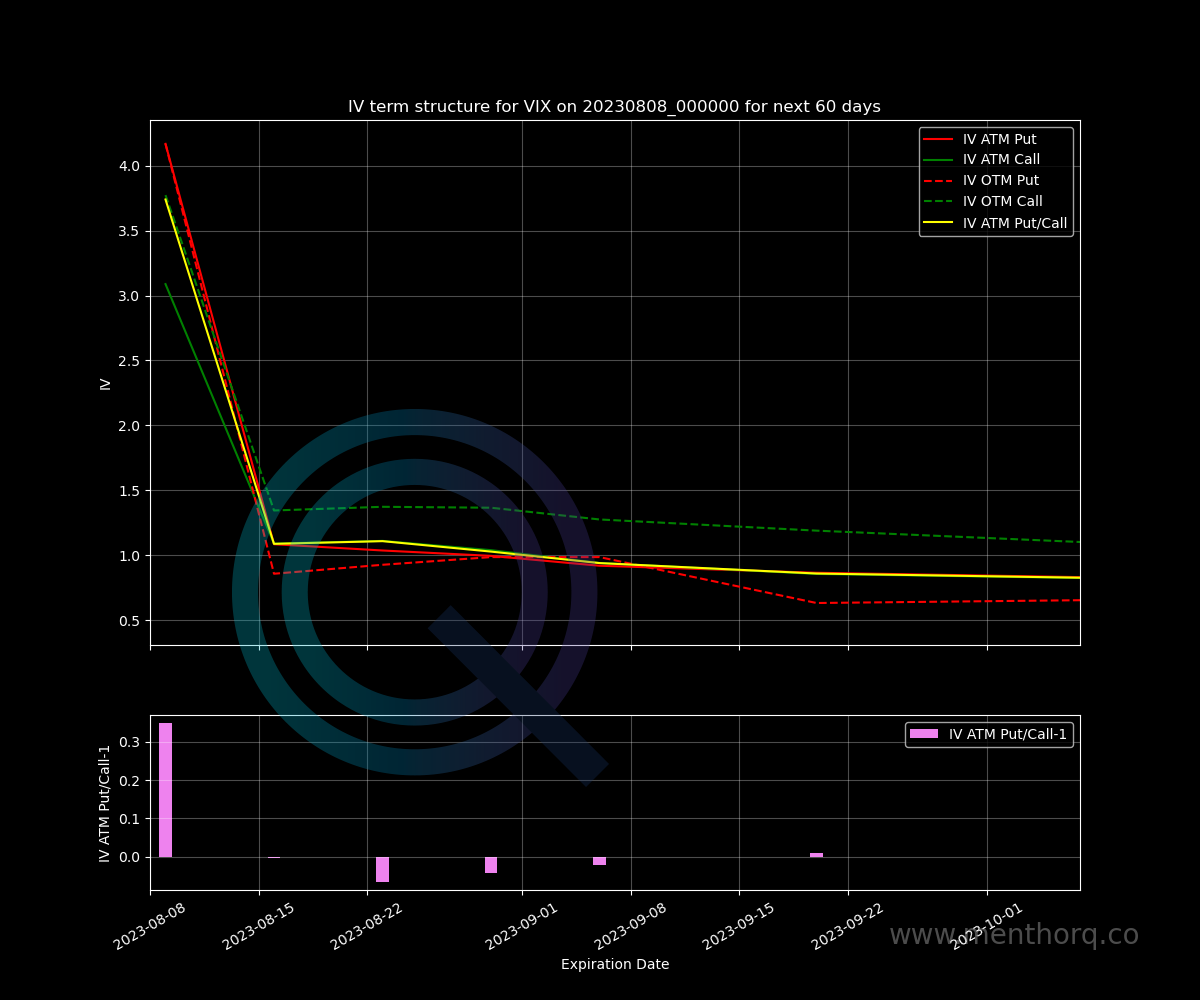 IV term structure for VIX on 20230808_000000 for next 60 days
IV ATM Put
IV ATM Call
IV OTM Put
IV OTM Call
IV ATM Put/Call
4.0
3.5
3.0
2.5
2.0
1.5
1.0
0.5
IV
IV ATM Put/Call-1
0.3
0.2
0.1
0.0
IV ATM Put/Call-1
2023-08-08
2023-08-15
2023-08-22
2023-09-01
2023-09-08
2023-09-15
2023-09-22
2023-10-01
www.menthorq.co
Expiration Date